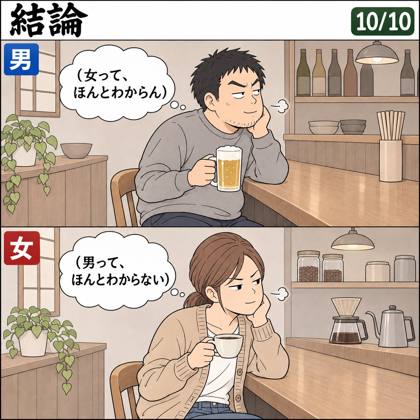 結論
10/10
男
(女って、
ほんとわからん)
女
(男って、
ほんとわからない)